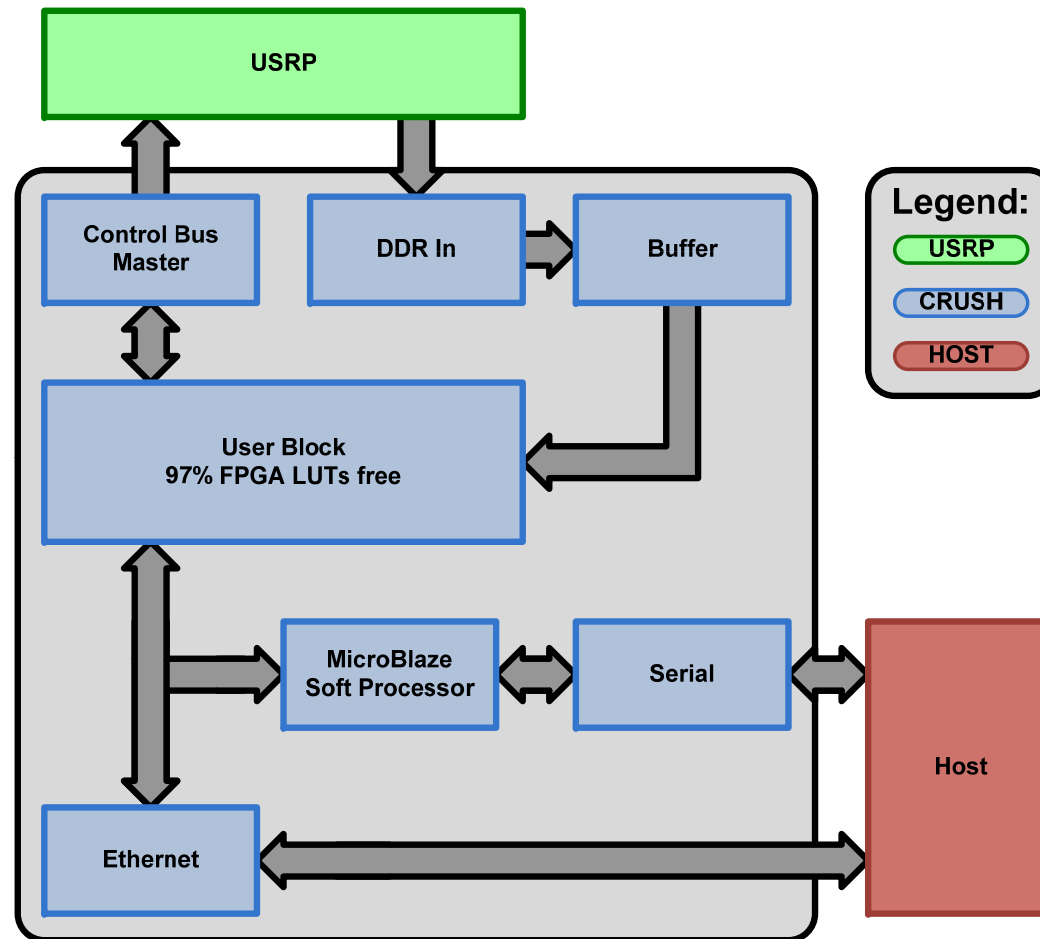 USRP
Control Bus
Master
DDR In
Buffer
Legend:
USRP
CRUSH
HOST
User Block
97% FPGA LUTs free
MicroBlaze
Soft Processor
Serial
Host
Ethernet